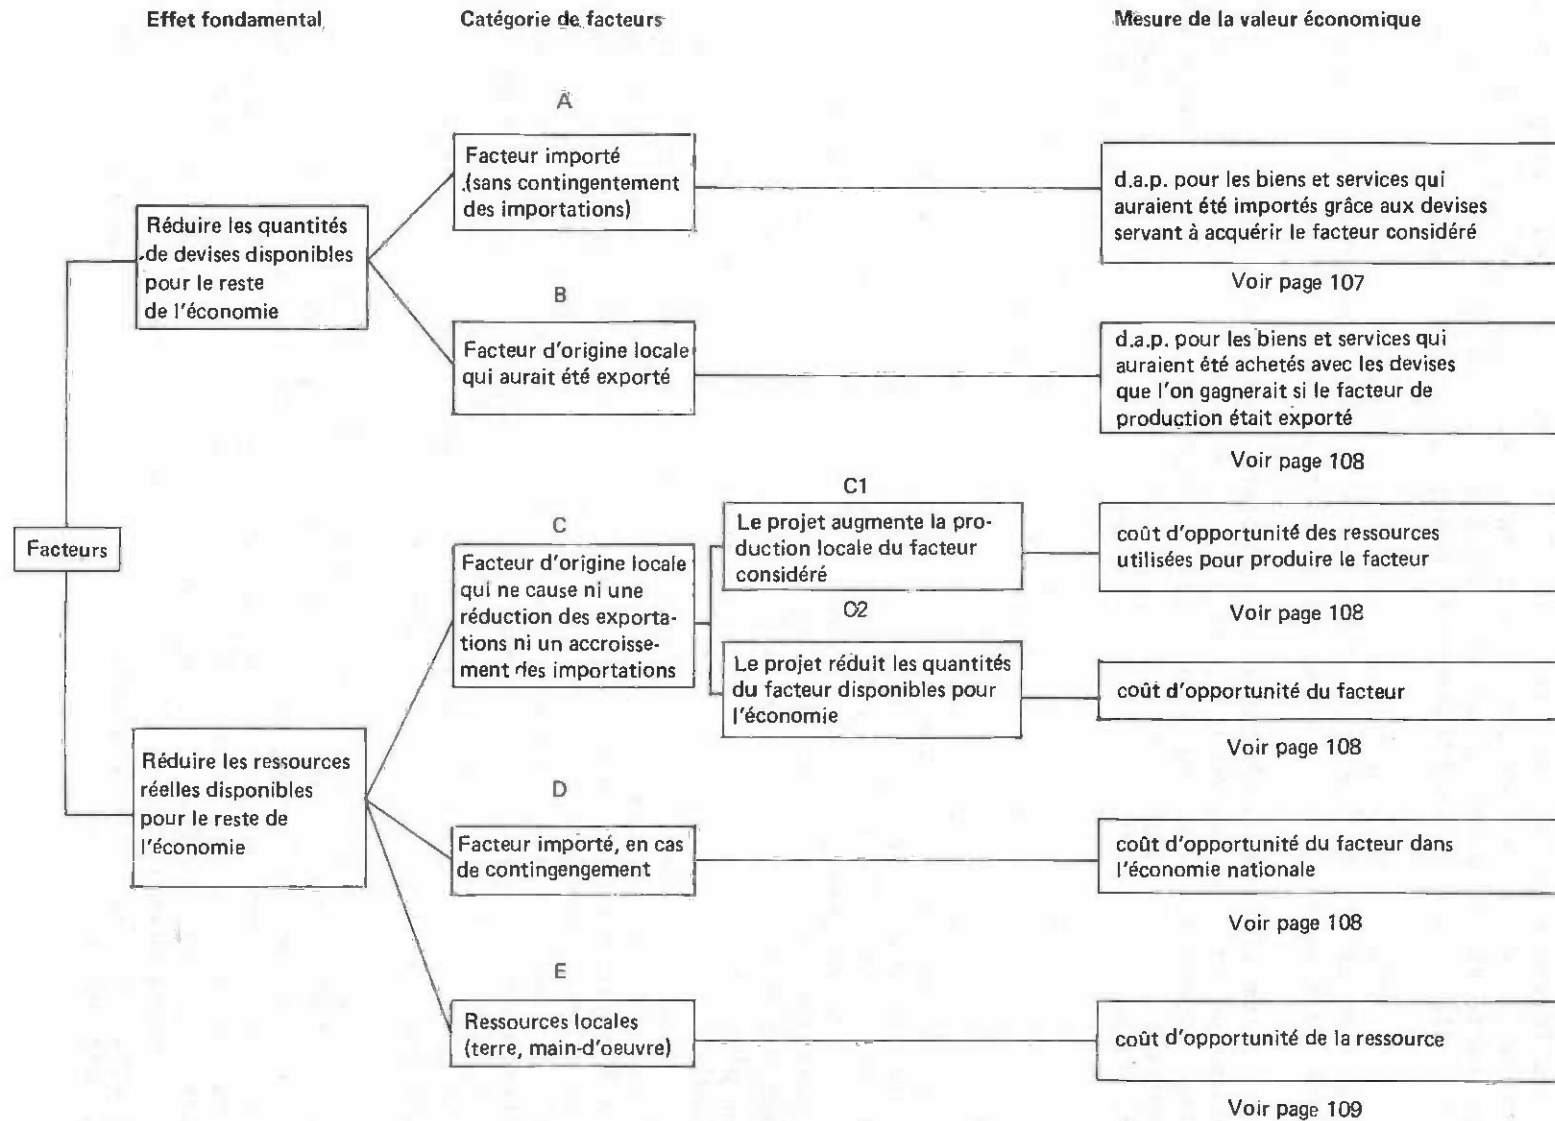 Effet fondamental
Catégorie de facteurs
Mesure de la valeur économique
A
Facteur importé
(sans contingentement
des importations)
d.a.p. pour les biens et services qui
auraient été importés grâce aux devises
servant à acquérir le facteur considéré
Voir page 107
Réduire les quantités
de devises disponibles
pour le reste
de l'économie
B
Facteur d'origine locale
qui aurait été exporté
d.a.p. pour les biens et services qui
auraient été achetés avec les devises
que l'on gagnerait si le facteur de
production était exporté
Voir page 108
Facteurs
C
Facteur d'origine locale
qui ne cause ni une
réduction des exporta-
tions ni un accroisse-
ment des importations
C1
Le projet augmente la pro-
duction locale du facteur
considéré
coût d'opportunité des ressources
utilisées pour produire le facteur
Voir page 108
C2
Le projet réduit les quantités
du facteur disponibles pour
l'économie
coût d'opportunité du facteur
Voir page 108
Réduire les ressources
réelles disponibles
pour le reste de
l'économie
D
Facteur importé, en cas
de contingengement
coût d'opportunité du facteur dans
l'économie nationale
Voir page 108
E
Ressources locales
(terre, main-d'oeuvre)
coût d'opportunité de la ressource
Voir page 109